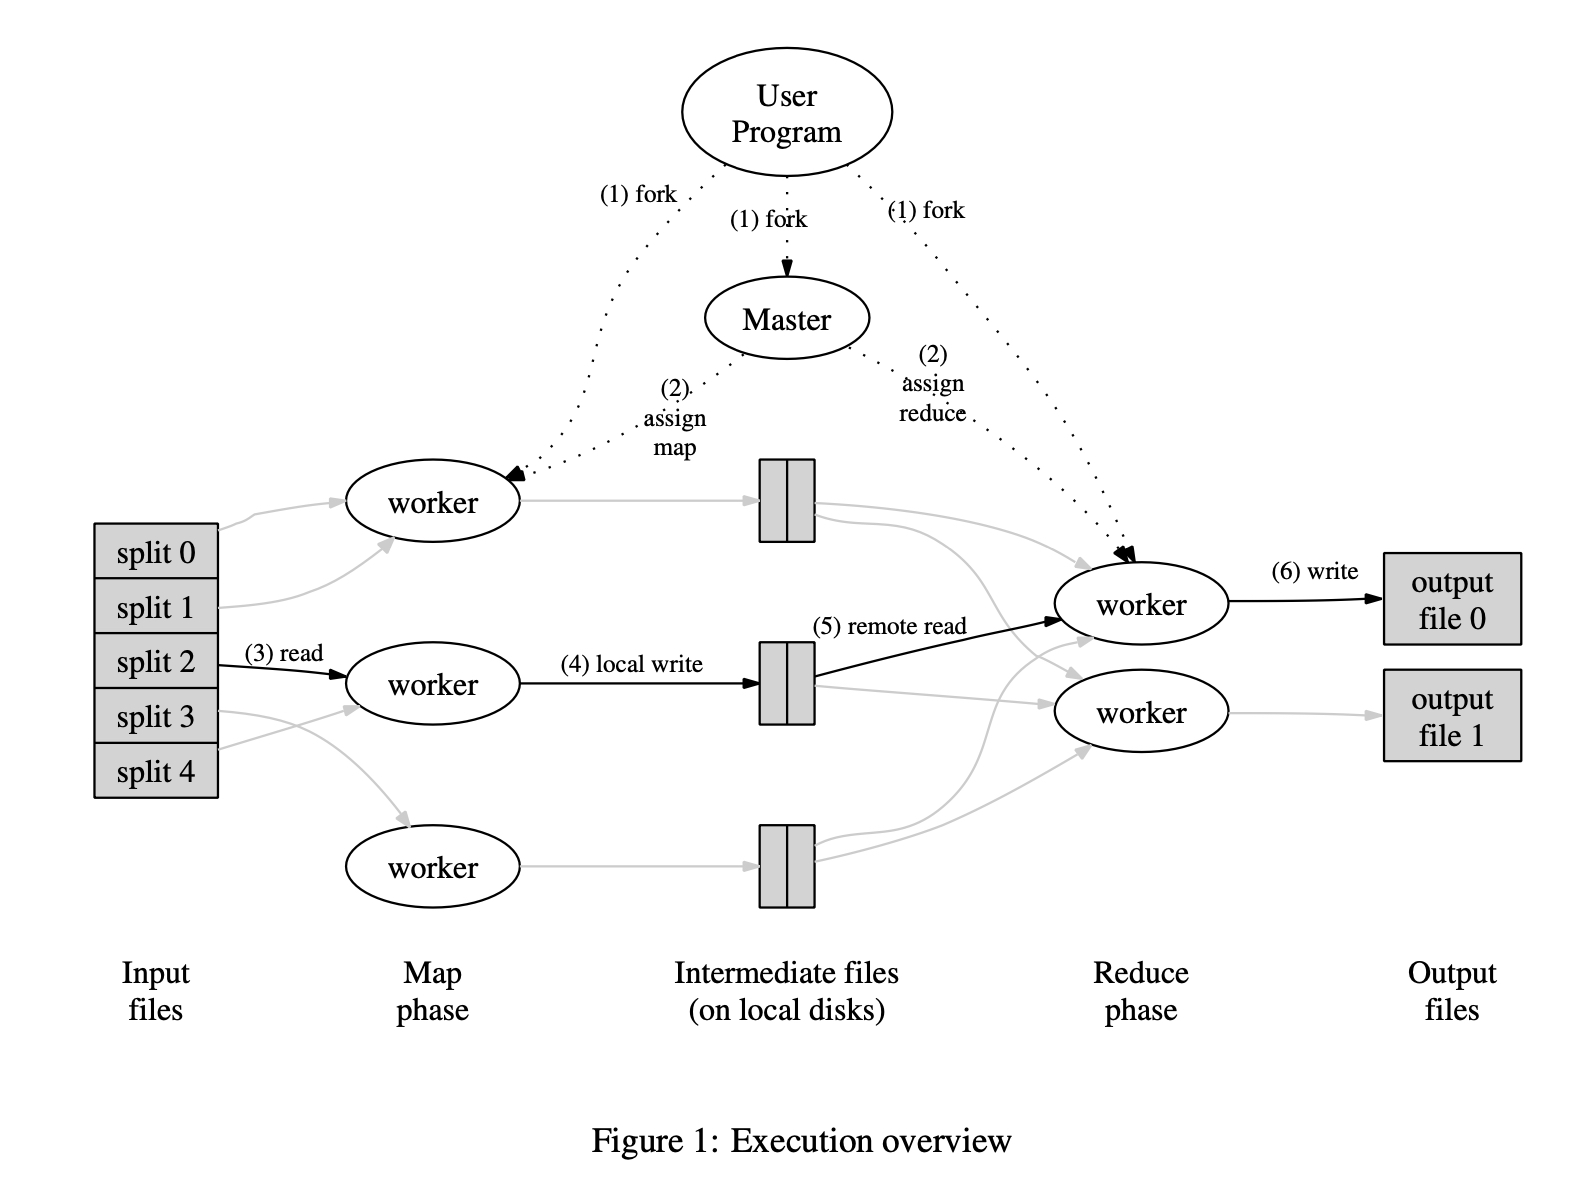 User
Program
(1) fork
(1) fork
(1) fork
Master
(2)
assign
map
(2)
assign
reduce
worker
split 0
split 1
split 2
split 3
split 4
(3) read
worker
(4) local write
worker
(5) remote read
worker
worker
(6) write
output
file 0
output
file 1
Input
files
Map
phase
Intermediate files
(on local disks)
Reduce
phase
Output
files
Figure 1: Execution overview